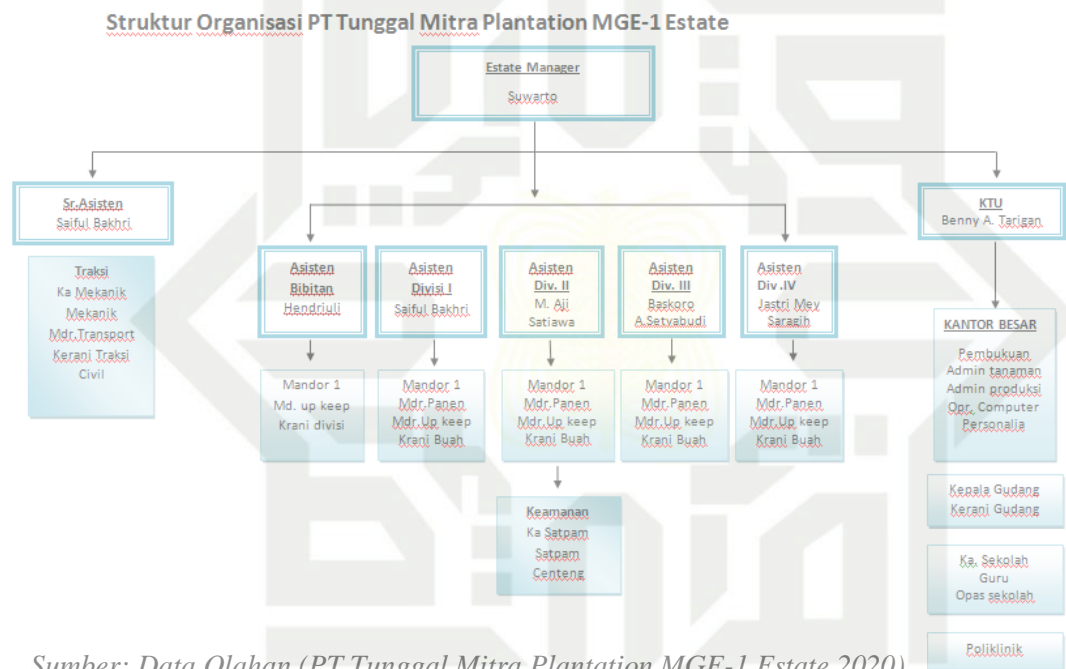 Struktur Organisasi PT Tunggal Mitra Plantation MGE-1 Estate
Estate Manager
Suwarto
Sr.Asisten
Saiful Bakhri
KTU
Benny A. Tarigan
Traksi
Ka Mekanik
Mekanik
Mdr.Transport
Kerani Traksi
Civil
Asisten
Bibitan
Hendriuli
Asisten
Divisi I
Saiful Bakhri
Asisten
Div. II
M. Aji
Satiawa
Asisten
Div. III
Baskoro
A.Setyabudi
Asisten
Div .IV
Jastri Mey
Saragih
Mandor 1
Md. up keep
Krani divisi
Mandor 1
Mdr.Panen
Mdr.Up keep
Krani Buah
Mandor 1
Mdr.Panen
Mdr.Up keep
Krani Buah
Mandor 1
Mdr.Panen
Mdr.Up keep
Krani Buah
Mandor 1
Mdr.Panen
Mdr.Up keep
Krani Buah
Keamanan
Ka Satpam
Satpam
Centeng
KANTOR BESAR
Pembukuan
Admin tanaman
Admin produksi
Opr. Computer
Personalia
Kepala Gudang
Kerani Gudang
Ka. Sekolah
Guru
Opas sekolah
Poliklinik
Sumber: Data Olahan (PT Tunggal Mitra Plantation MGE-1 Estate 2020)